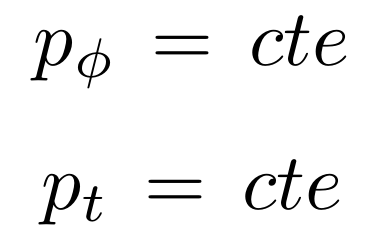 p_ϕ = cte
p_t = cte